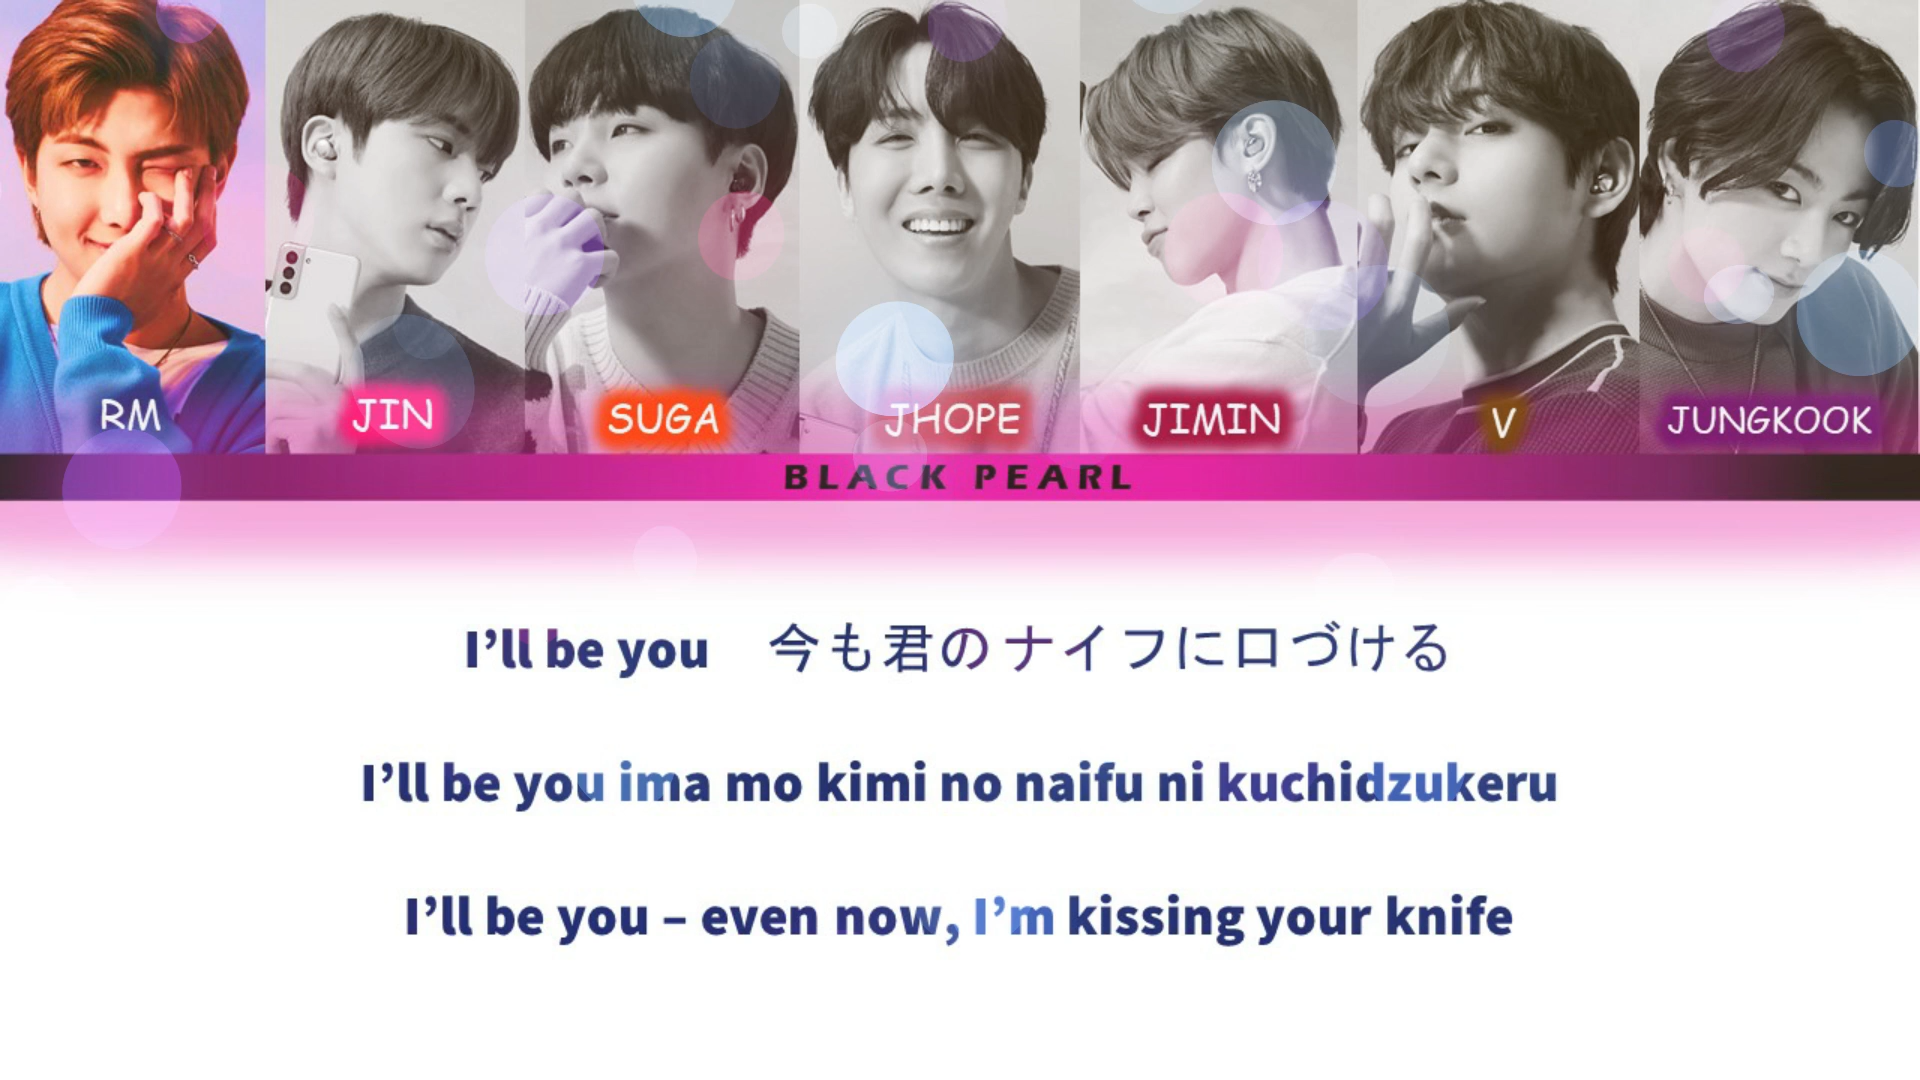 RM JIN SUGA JHOPE JIMIN V JUNGKOOK
BLACK PEARL
I’ll be you　今も君のナイフに口づける
I’ll be you ima mo kimi no naifu ni kuchidzukeru
I’ll be you – even now, I’m kissing your knife